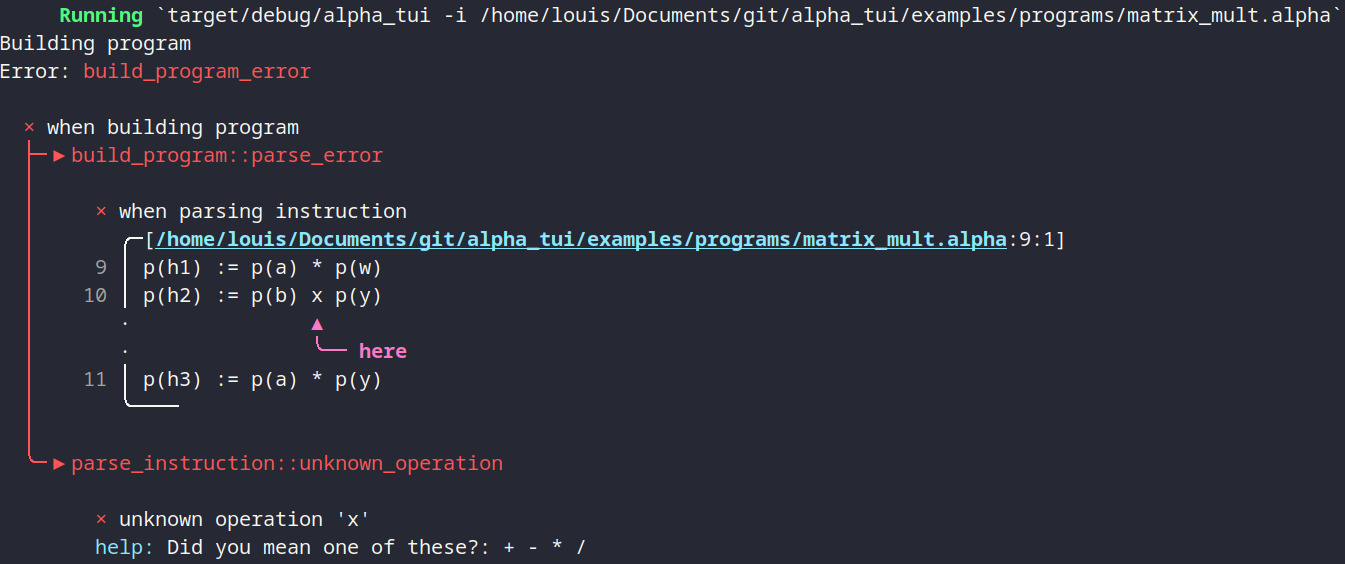 Running `target/debug/alpha_tui -i /home/louis/Documents/git/alpha_tui/examples/programs/matrix_mult.alpha`
Building program
Error: build_program_error
× when building program
build_program::parse_error
× when parsing instruction
[/home/louis/Documents/git/alpha_tui/examples/programs/matrix_mult.alpha:9:1]
9 p(h1) := p(a) * p(w)
10 p(h2) := p(b) x p(y)
here
11 p(h3) := p(a) * p(y)
parse_instruction::unknown_operation
× unknown operation 'x'
help: Did you mean one of these?: + - * /